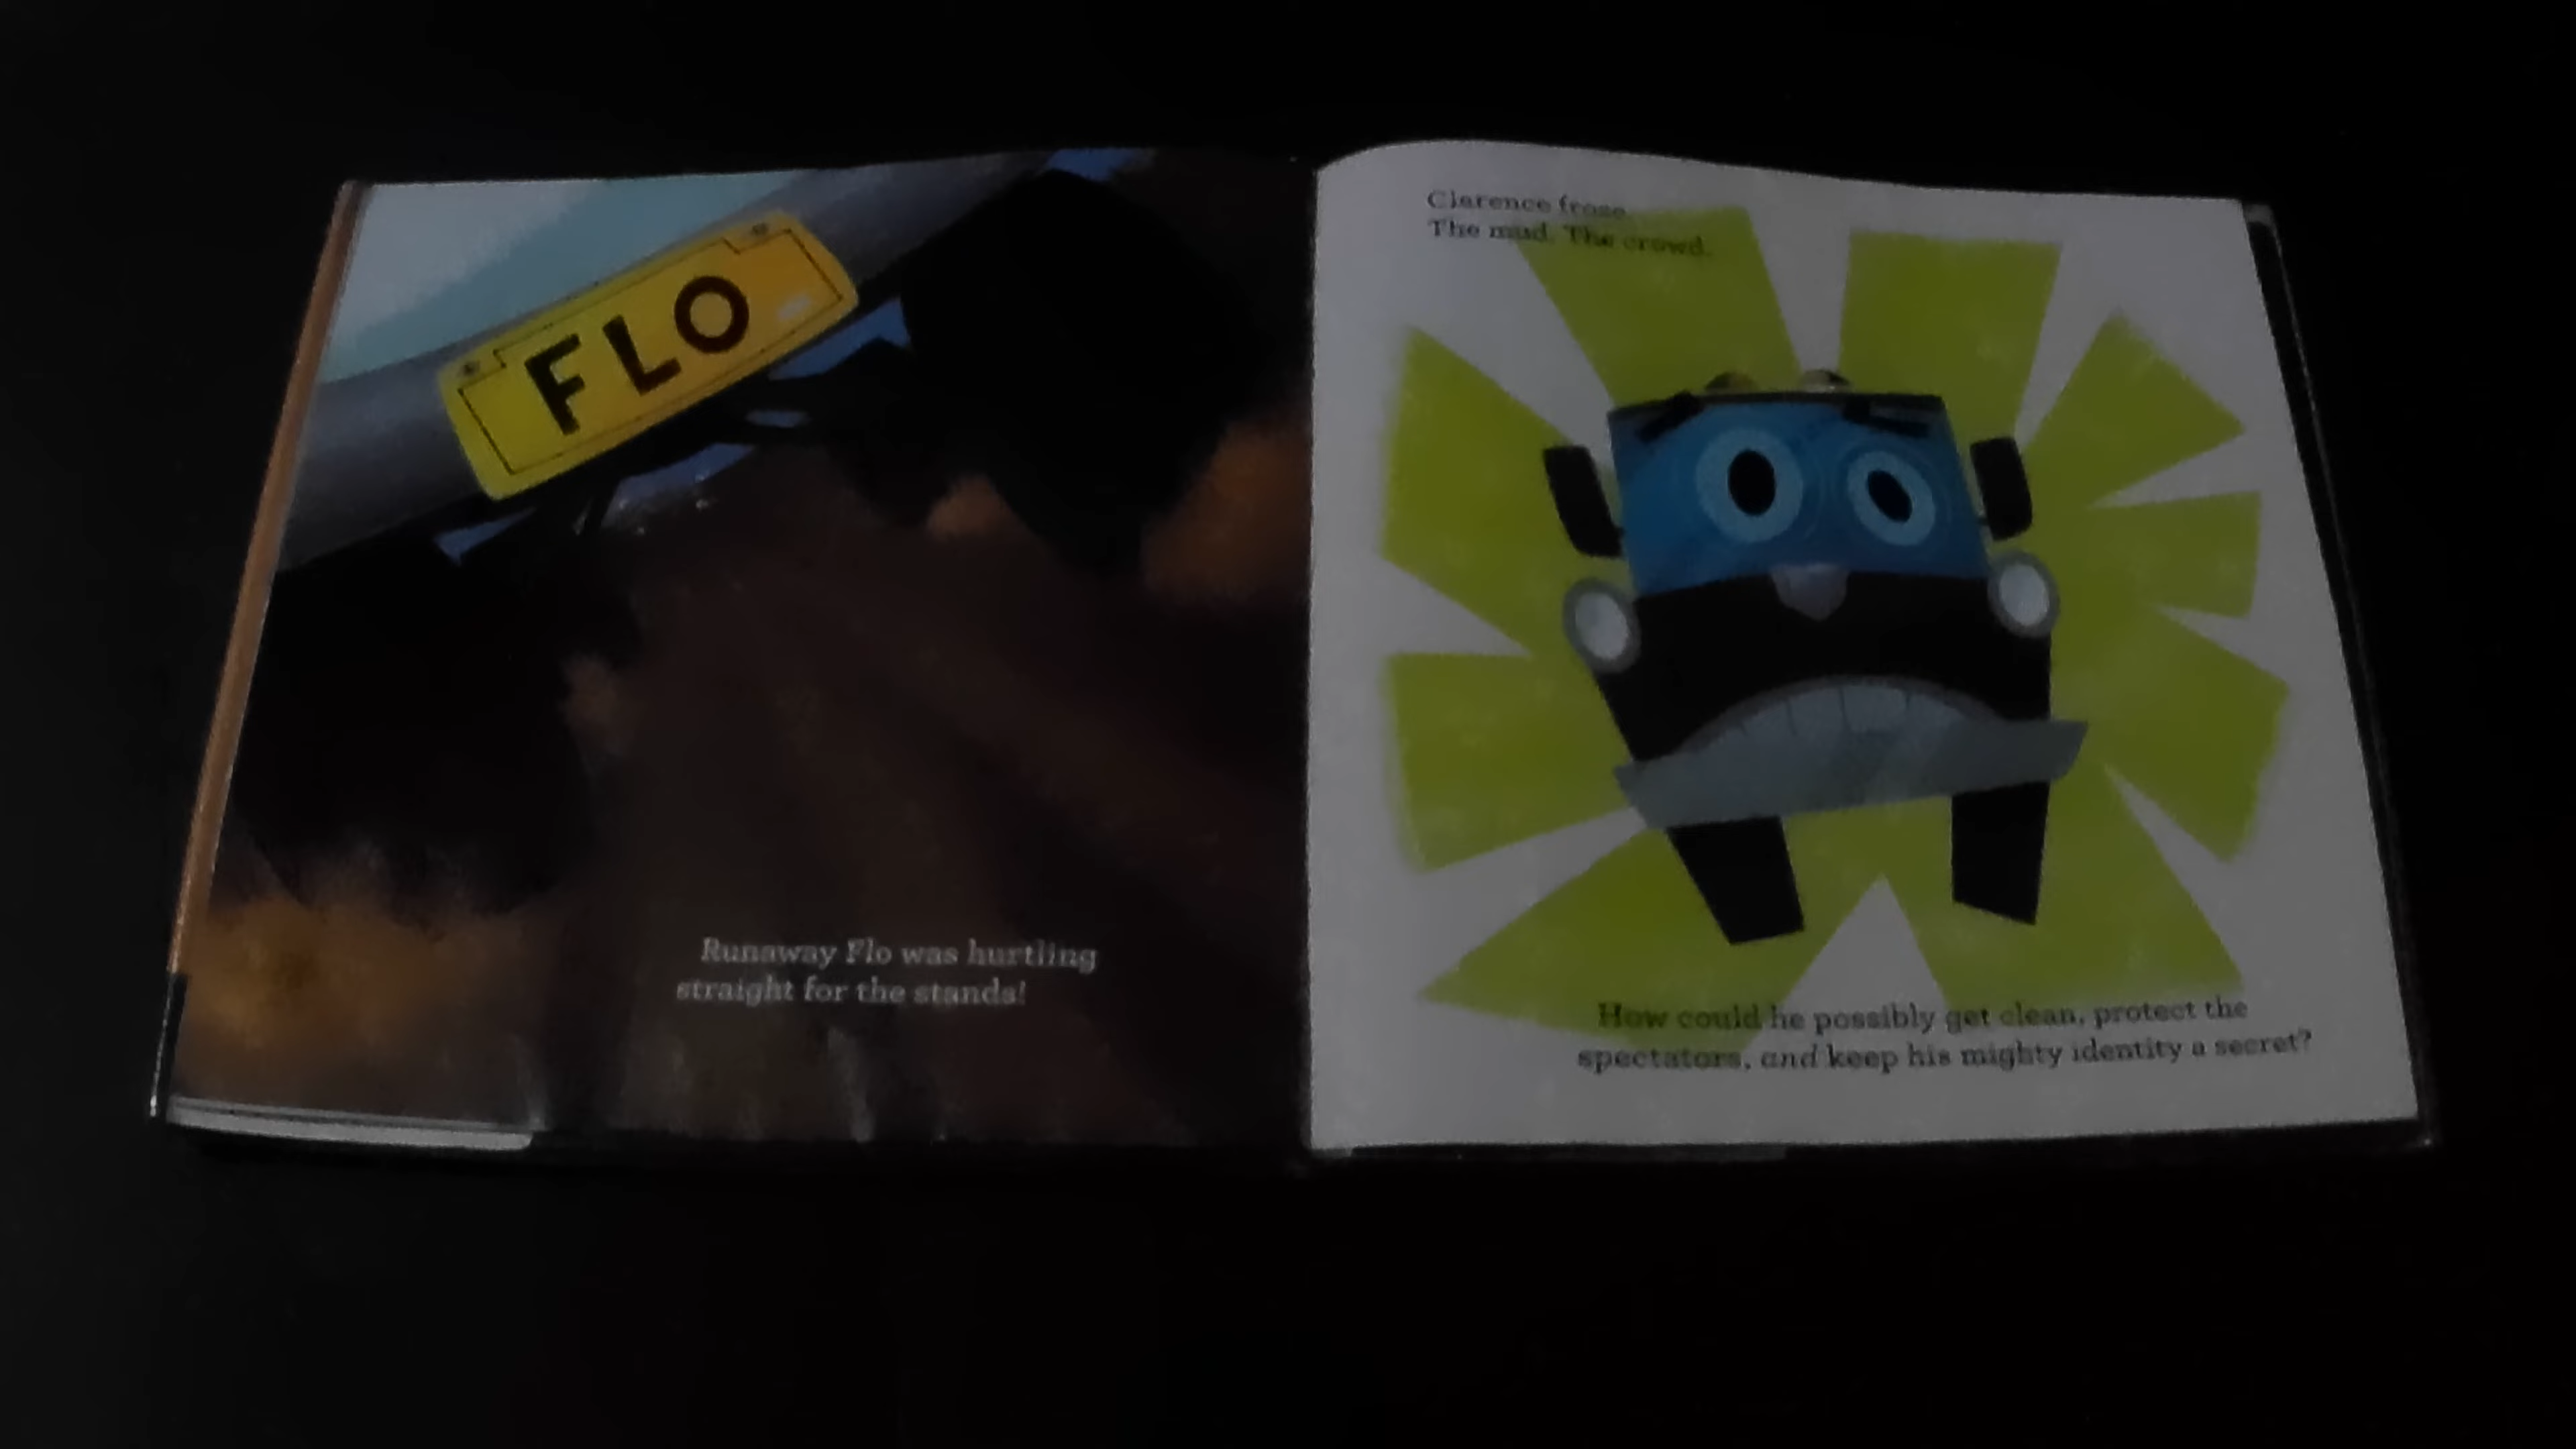 FLO
Runaway Flo was hurtling
straight for the stands!
Clarence froze.
The mud. The crowd.
How could he possibly get clean, protect the
spectators, and keep his mighty identity a secret?